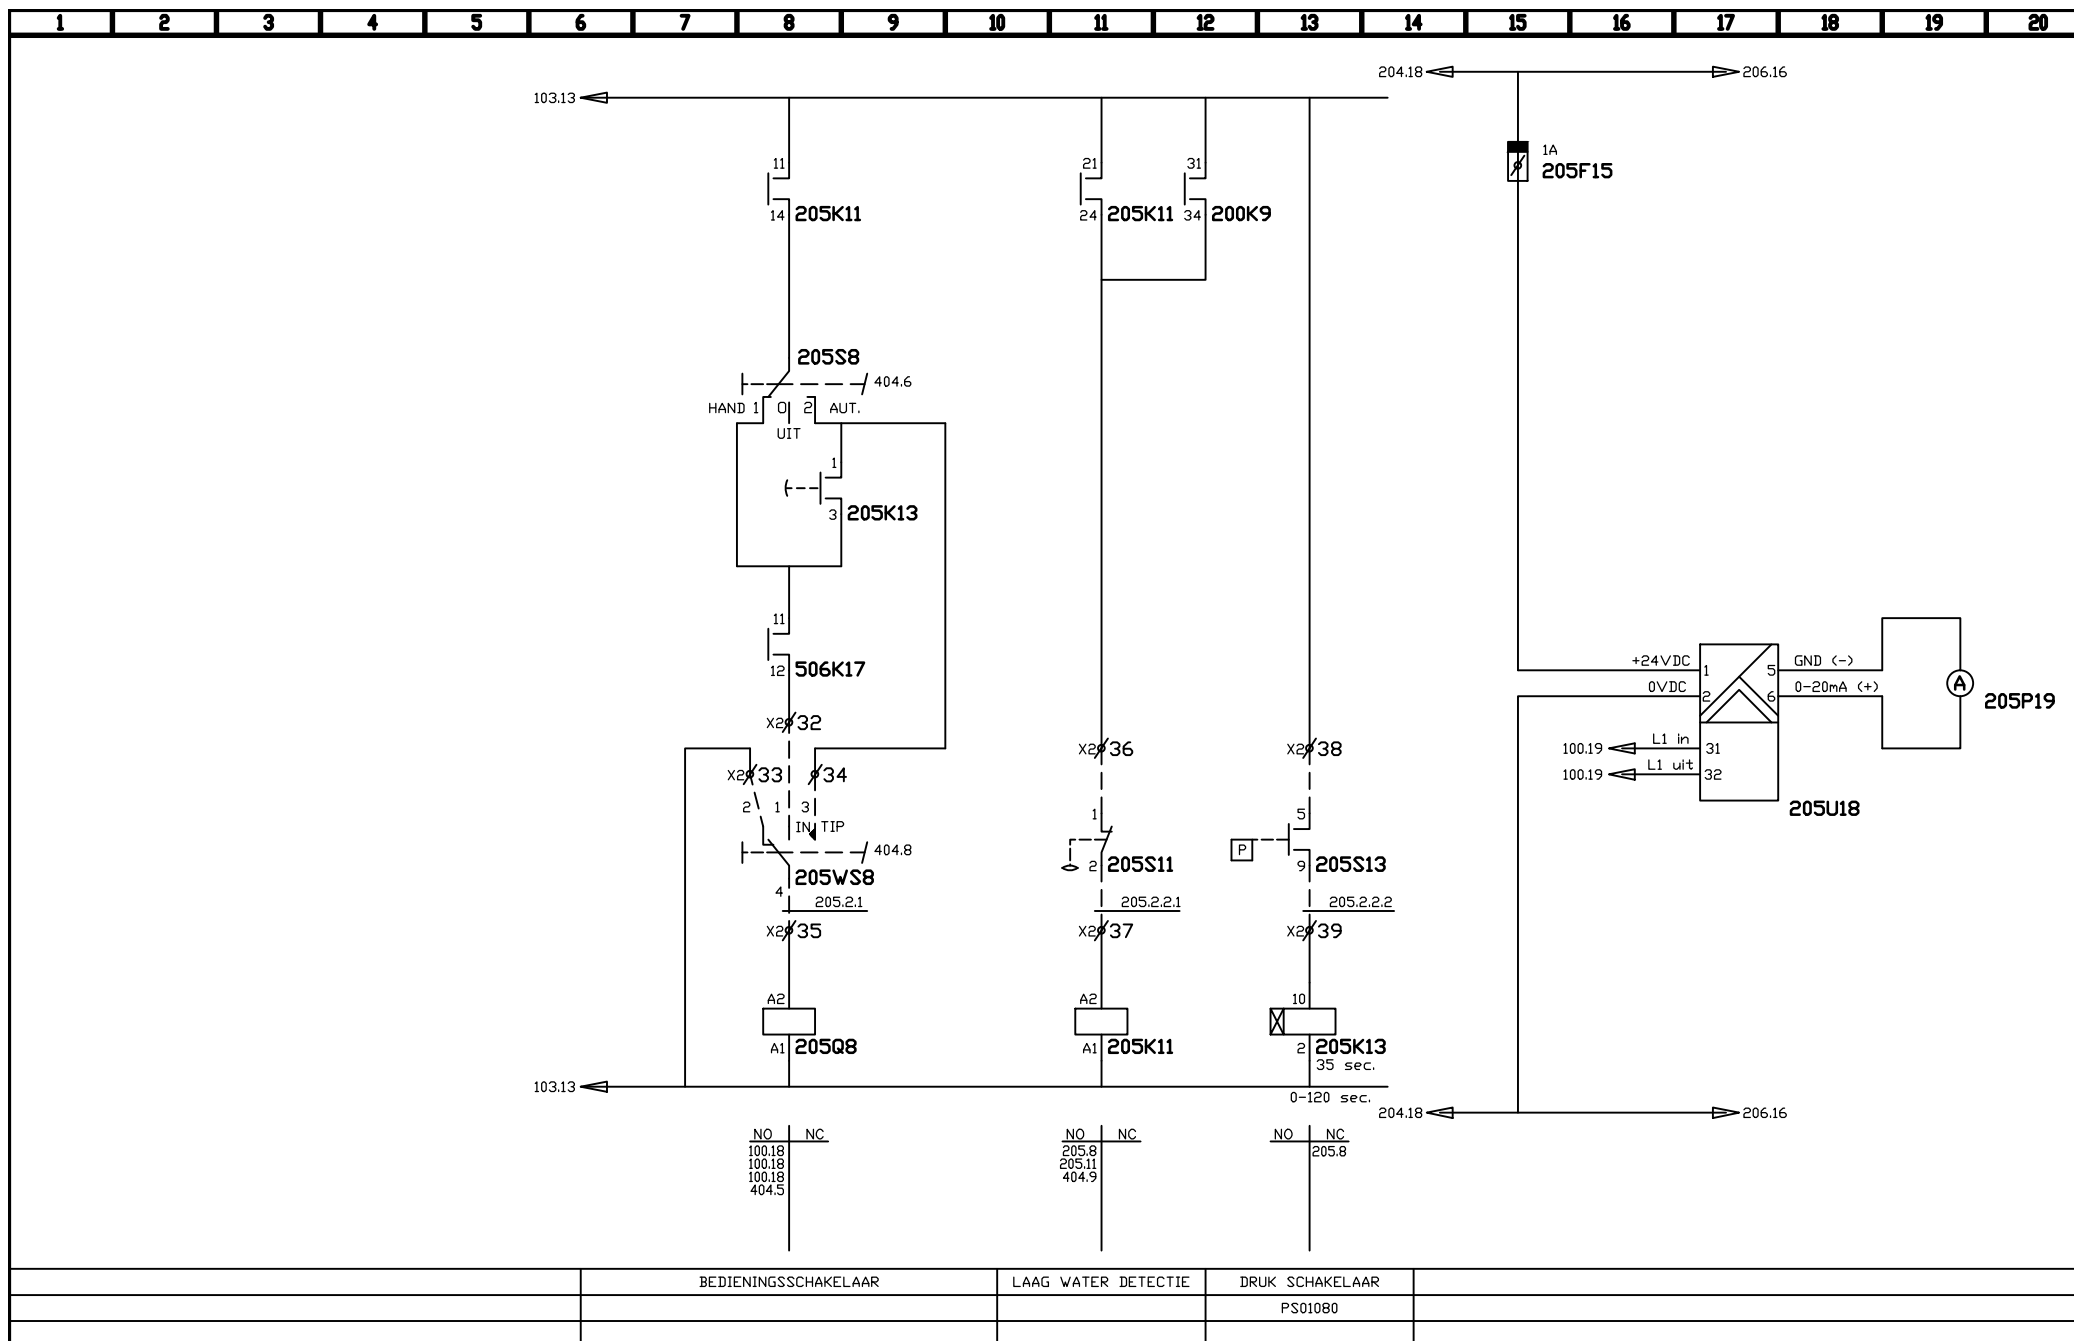 1 2 3 4 5 6 7 8 9 10 11 12 13 14 15 16 17 18 19 20
204.18 206.16
103.13
1A
205F15
11 21 31
14 205K11 24 205K11 34 200K9
205S8
404.6
HAND 1 0 2 AUT.
UIT
1
3 205K13
11
12 506K17
+24VDC 1 5 GND (-)
0VDC 2 6 0-20mA (+)
A
205P19
X2 32
X2 33 34
X2 36
X2 38
100.19 L1 in 31
100.19 L1 uit 32
205U18
2 1 3
IN TIP
404.8
205WS8
4
205.2.1
1
2 205S11
205.2.2.1
5
P
9 205S13
205.2.2.2
X2 35 X2 37 X2 39
A2 A2 10
A1 205Q8 A1 205K11 2 205K13
35 sec.
103.13
0-120 sec.
204.18 206.16
NO NC NO NC NO NC
100.18 205.8 205.8
100.18 205.11
100.18 404.9
404.5
BEDIENINGSSCHAKELAAR LAAG WATER DETECTIE DRUK SCHAKELAAR
PS01080